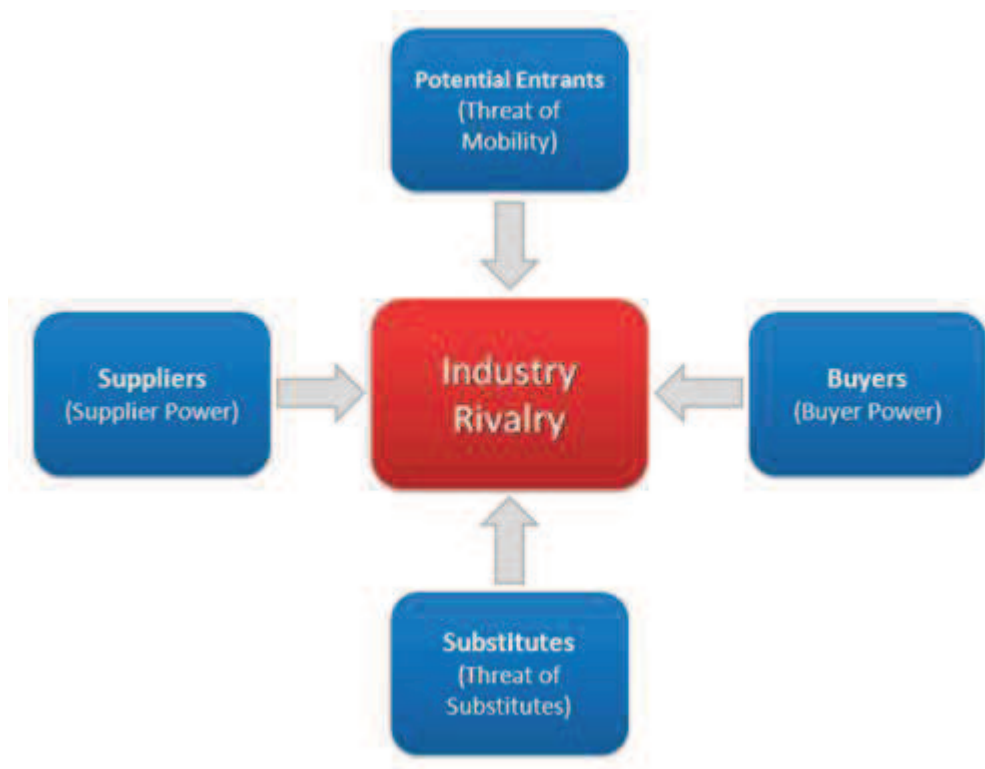 Potential Entrants
(Threat of
Mobility)
Suppliers
(Supplier Power)
Industry
Rivalry
Buyers
(Buyer Power)
Substitutes
(Threat of
Substitutes)